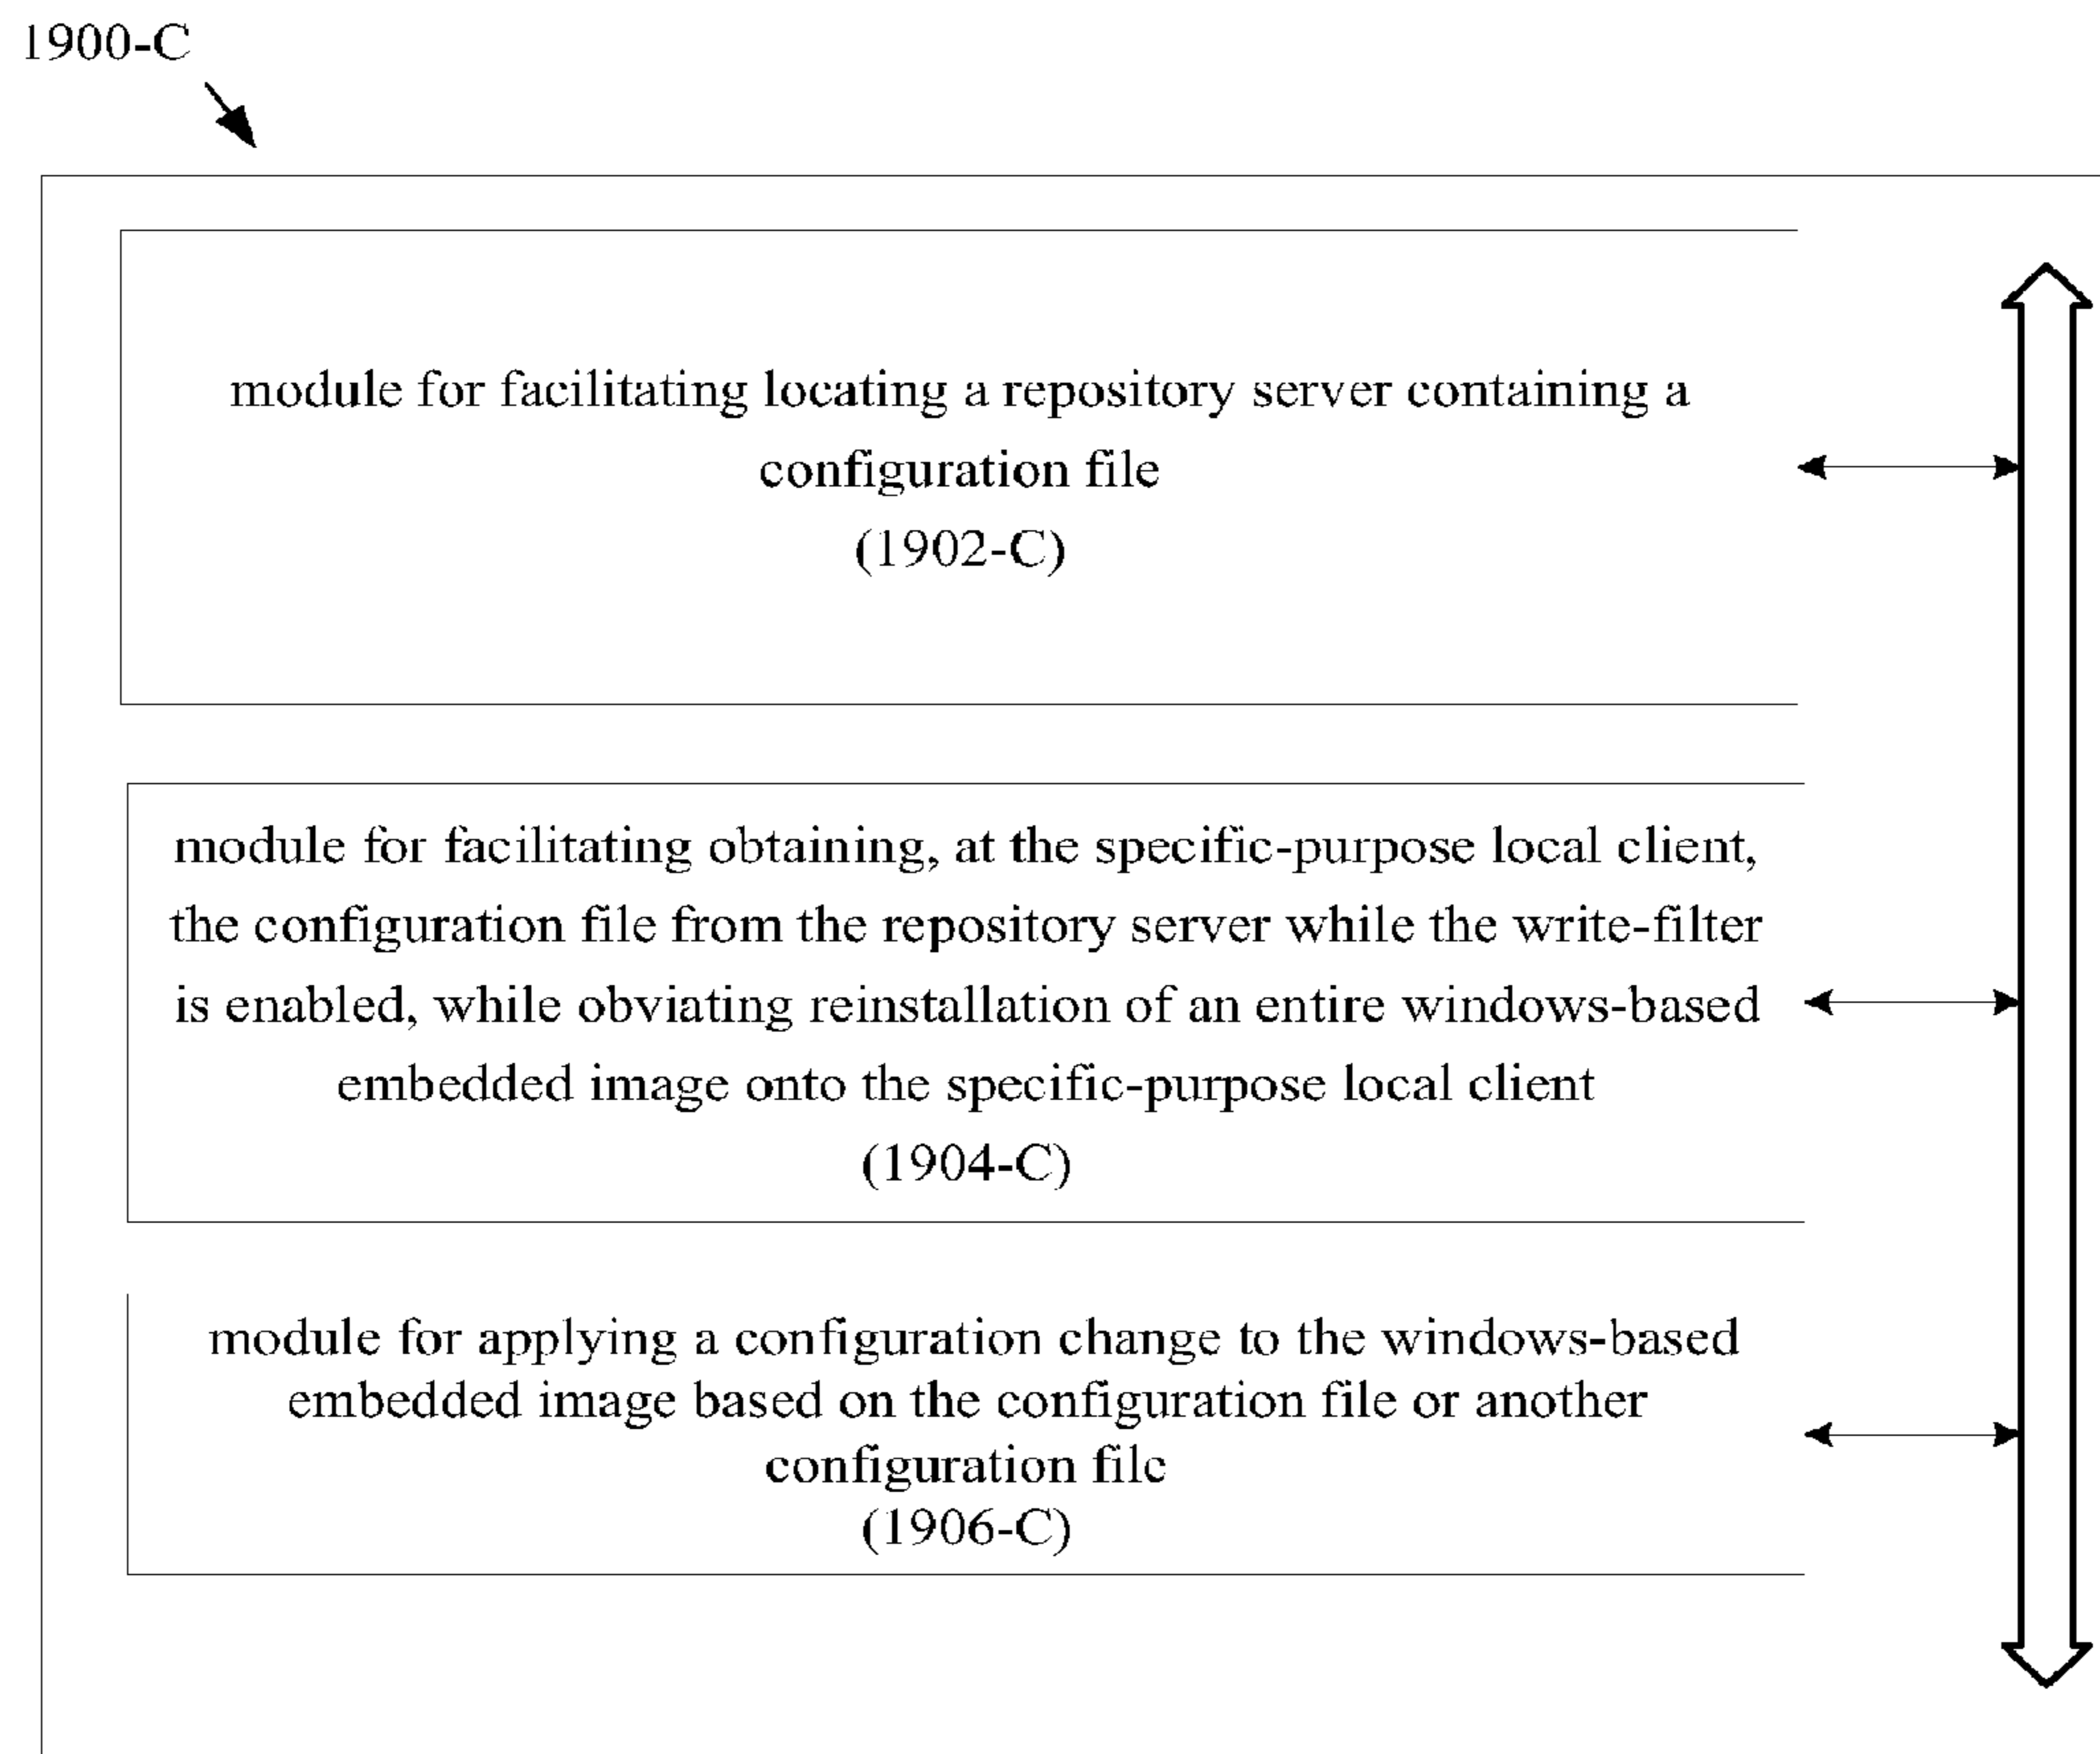 1900-C
module for facilitating locating a repository server containing a
configuration file
(1902-C)
module for facilitating obtaining, at the specific-purpose local client,
the configuration file from the repository server while the write-filter
is enabled, while obviating reinstallation of an entire windows-based
embedded image onto the specific-purpose local client
(1904-C)
module for applying a configuration change to the windows-based
embedded image based on the configuration file or another
configuration file
(1906-C)